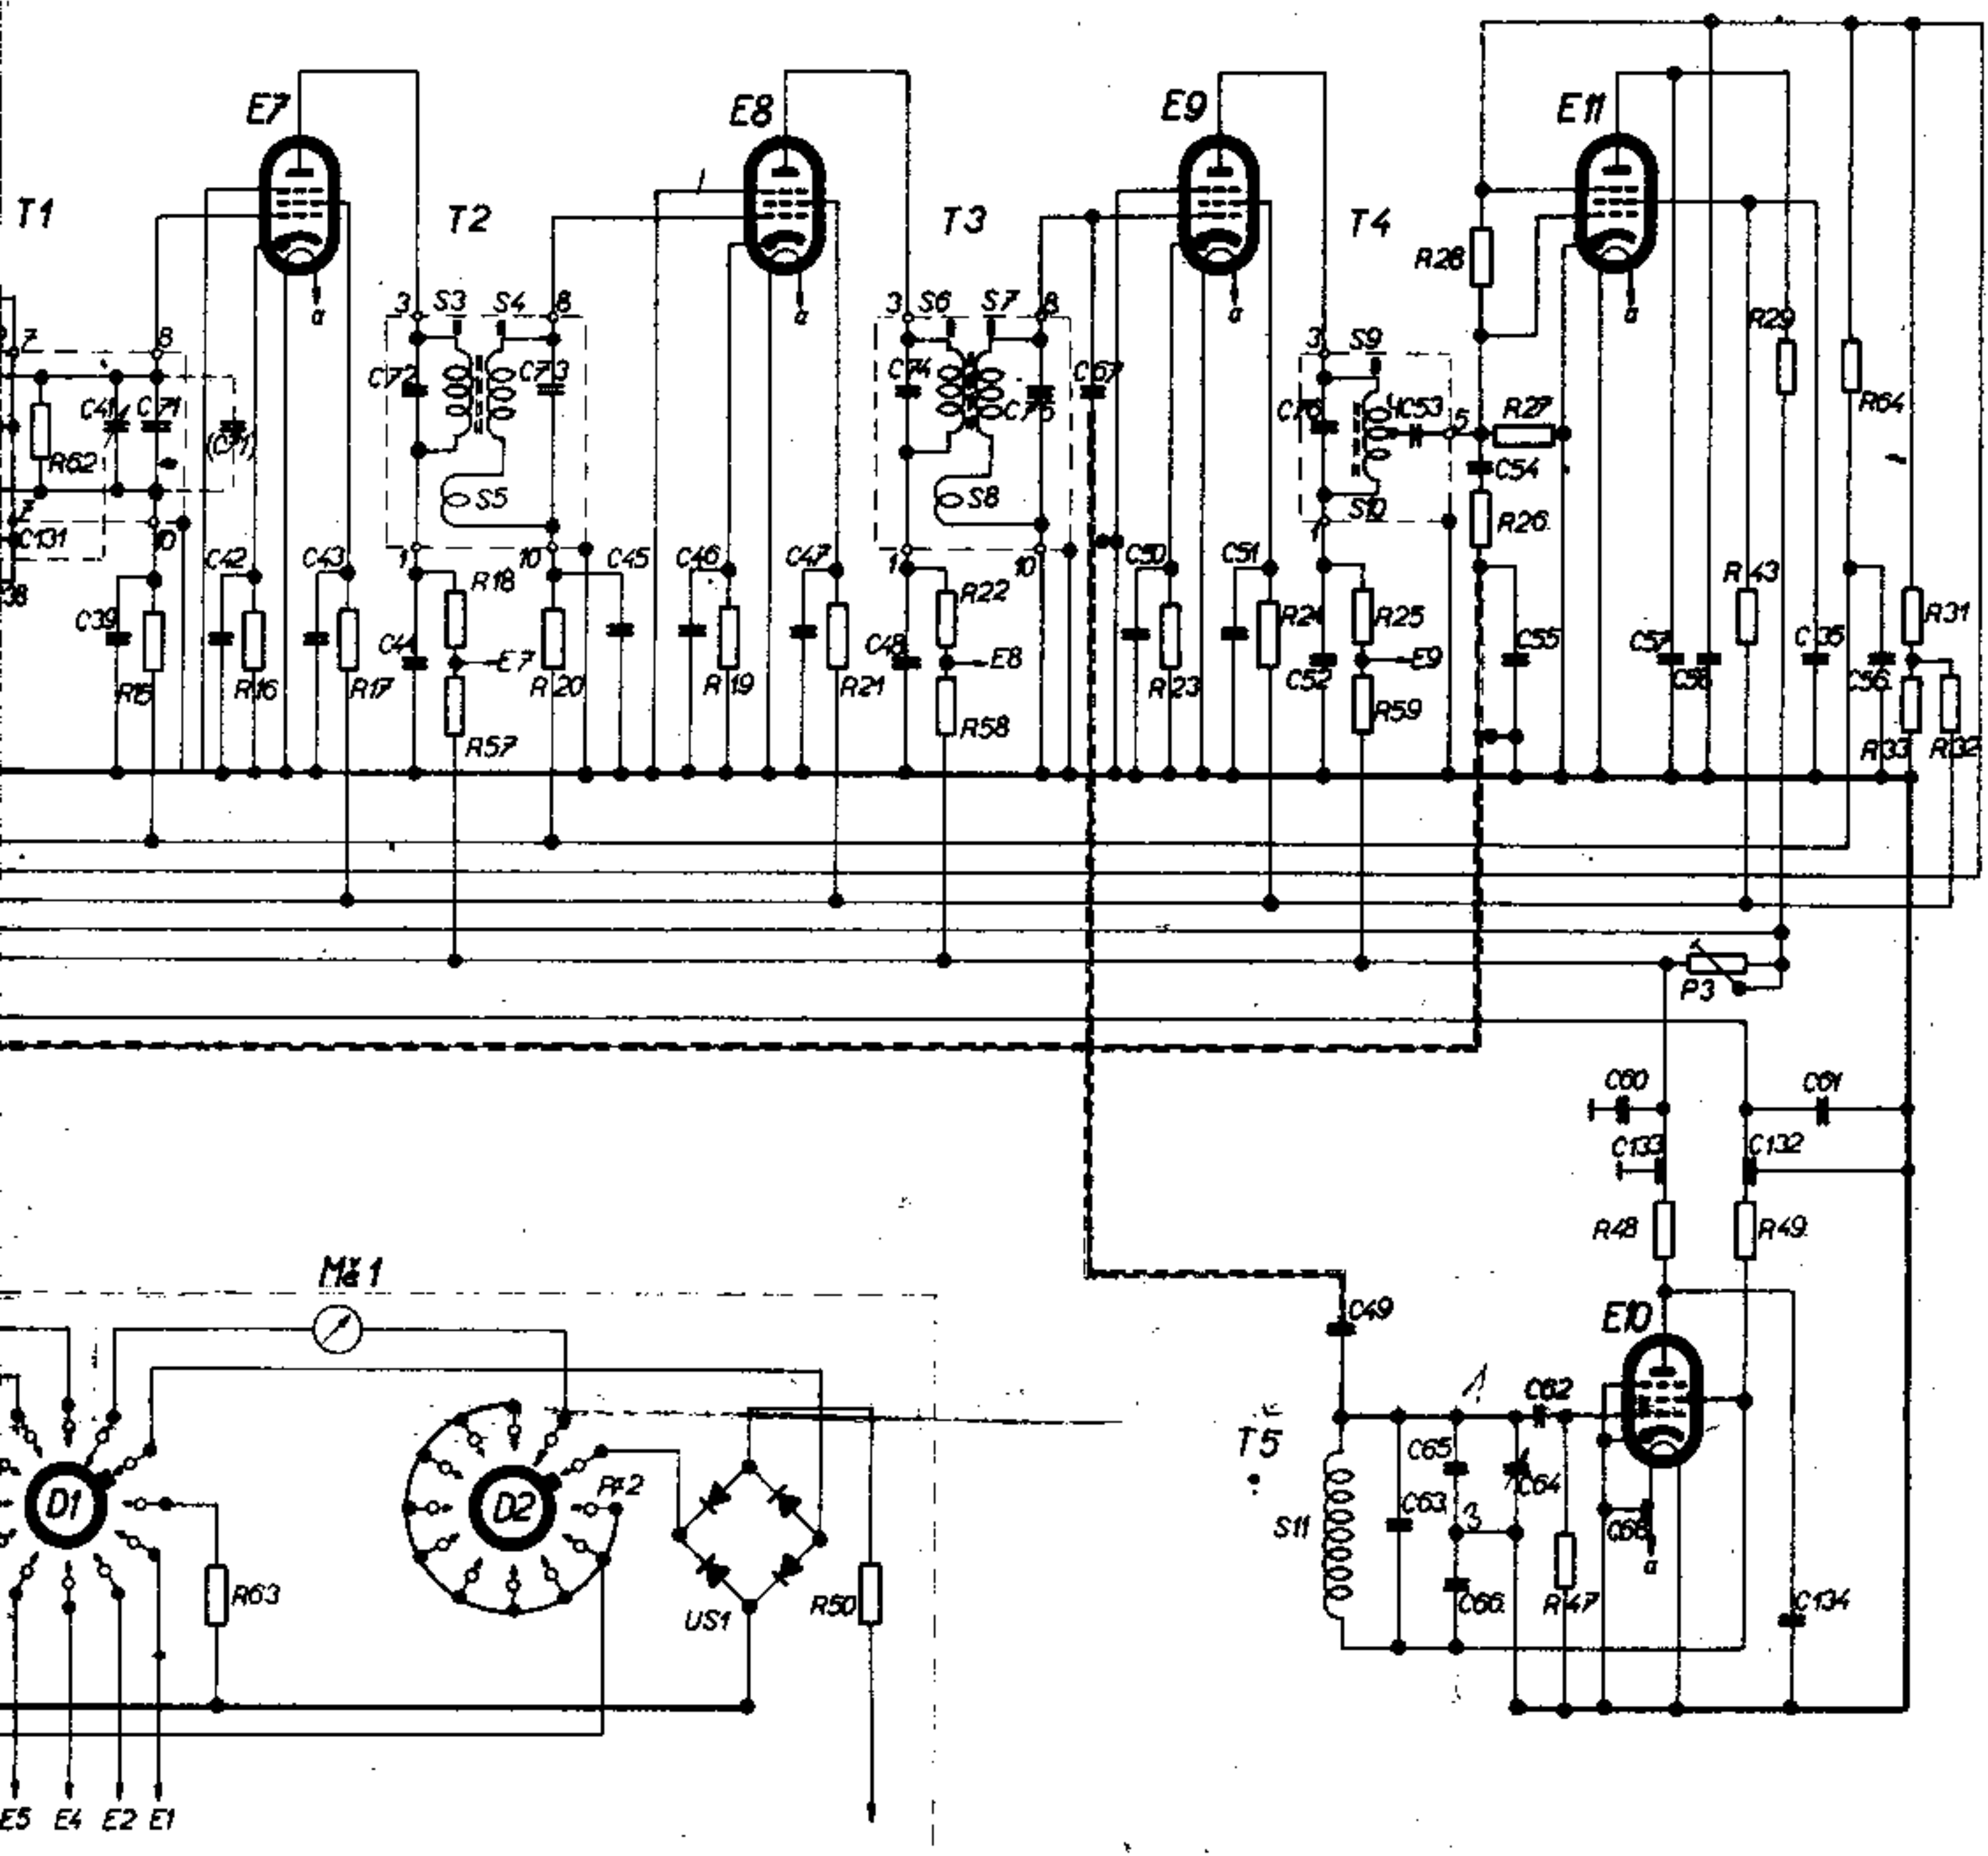 E7 E8 E9 E11
T1 T2 T3 T4
R28
a a a a
R29
3 S3 S4 8 3 S6 S7 8
7 8 3 S9
C72 C73 C74 C75 C67
C41 C71 (C71) C76 C53 5 R27 R64
R62 C54
S5 S8 S10 R26
C131 10 1
C42 C43 1 10 C45 C46 C47 1 10 C50 C51 R43
R18 R22
C39 C44 C48 R24 R25 C55 C57 C58 C35 C56 R31
E7 E8 E9
R15 R16 R17 R20 R19 R21 R23 C52 R59 R33 R32
R57 R58
P3
C60 C61
C133 C132
R48 R49
Mä1
C49 E10
C62
T5 C65 C64
D1 D2 C63 3 C68
S11
a
R63 US1 R50 C66 R47 C134
E5 E4 E2 E1